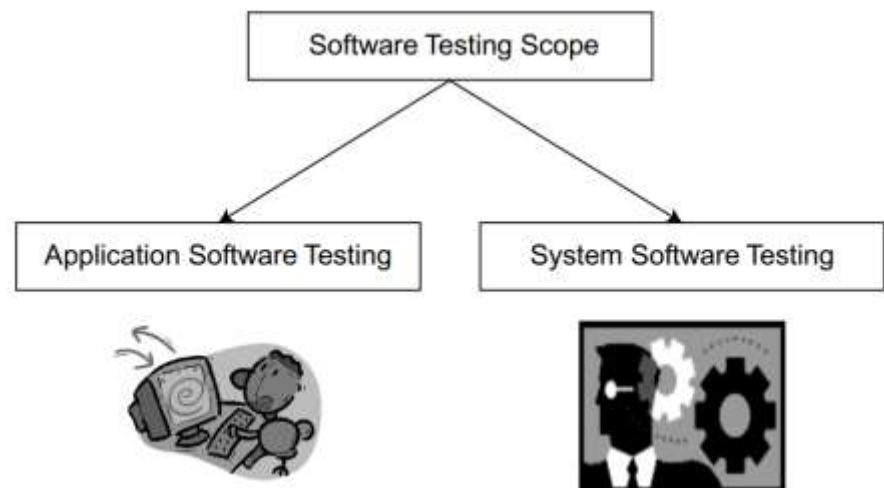 Software Testing Scope
Application Software Testing
System Software Testing